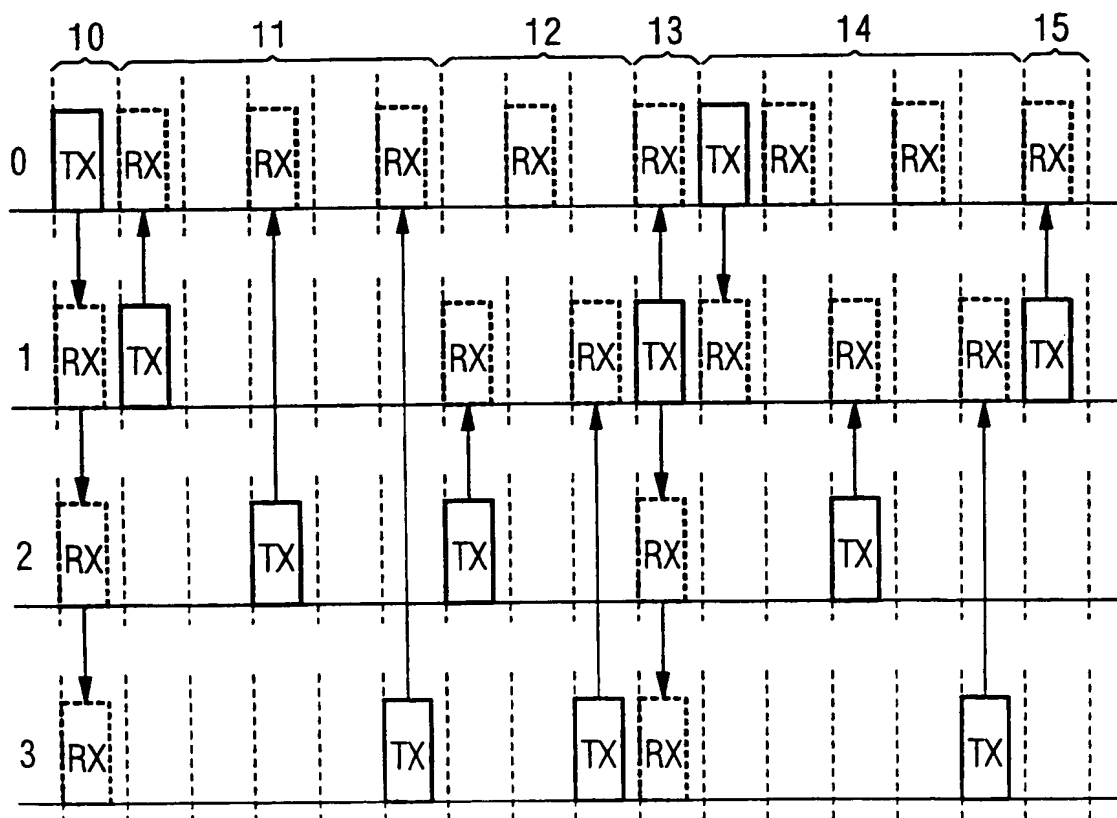 10 11 12 13 14 15
0 TX RX RX RX RX RX TX RX RX RX
1 RX TX RX RX TX RX RX RX TX
2 RX TX TX RX TX
3 RX TX TX RX TX